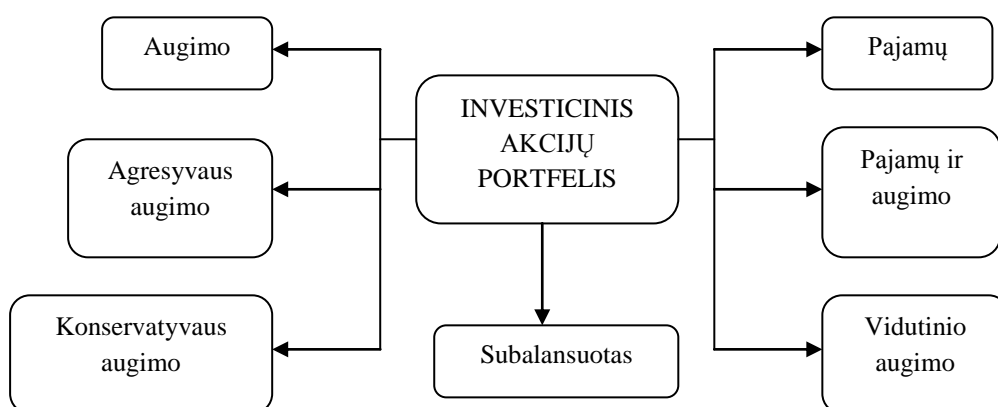 Augimo
Pajamų
INVESTICINIS
AKCIJŲ
PORTFELIS
Agresyvaus
augimo
Pajamų ir
augimo
Konservatyvaus
augimo
Subalansuotas
Vidutinio
augimo